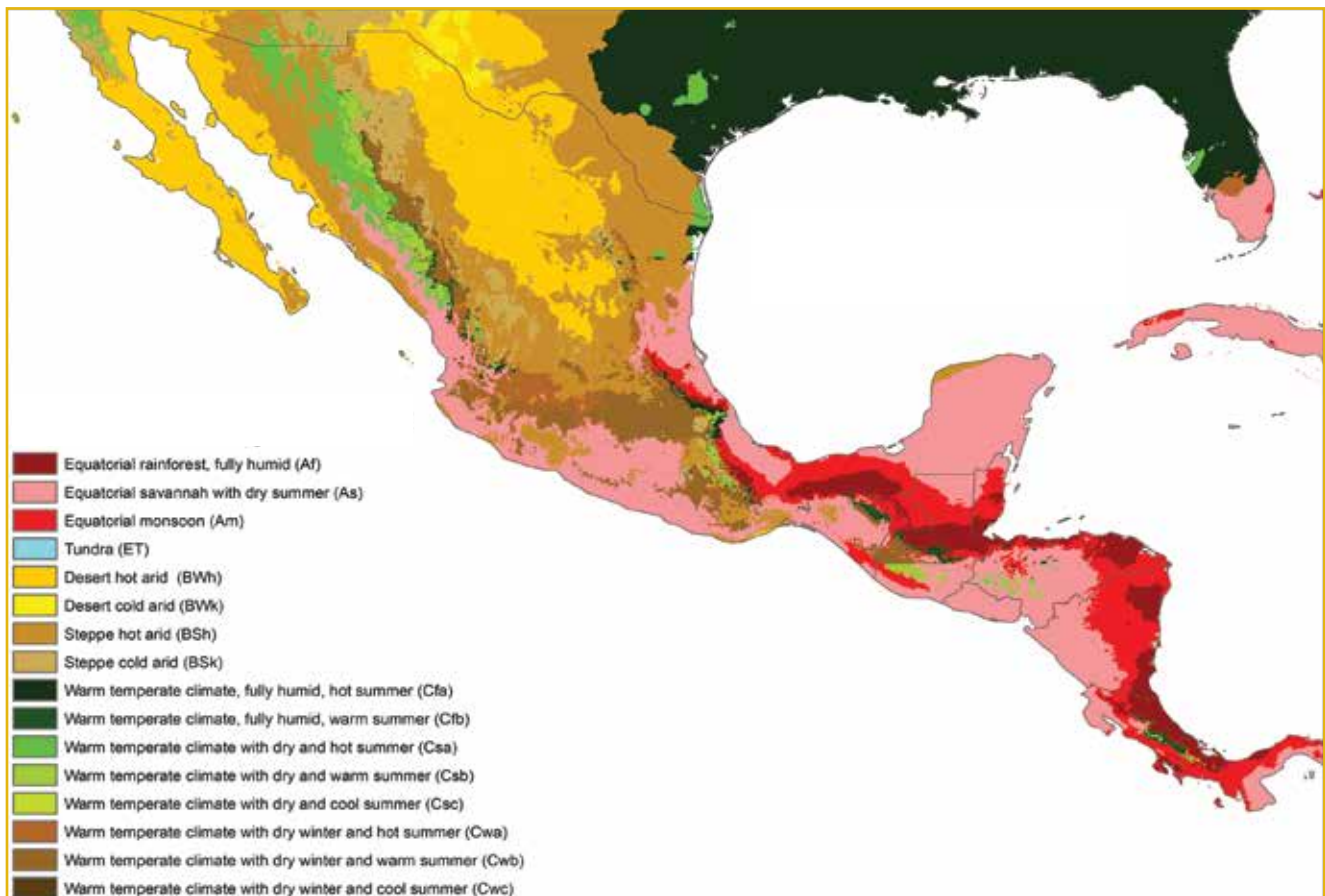 Equatorial rainforest, fully humid (Af)
Equatorial savannah with dry summer (As)
Equatorial monsoon (Am)
Tundra (ET)
Desert hot arid (BWh)
Desert cold arid (BWk)
Steppe hot arid (BSh)
Steppe cold arid (BSk)
Warm temperate climate, fully humid, hot summer (Cfa)
Warm temperate climate, fully humid, warm summer (Cfb)
Warm temperate climate with dry and hot summer (Csa)
Warm temperate climate with dry and warm summer (Csb)
Warm temperate climate with dry and cool summer (Csc)
Warm temperate climate with dry winter and hot summer (Cwa)
Warm temperate climate with dry winter and warm summer (Cwb)
Warm temperate climate with dry winter and cool summer (Cwc)